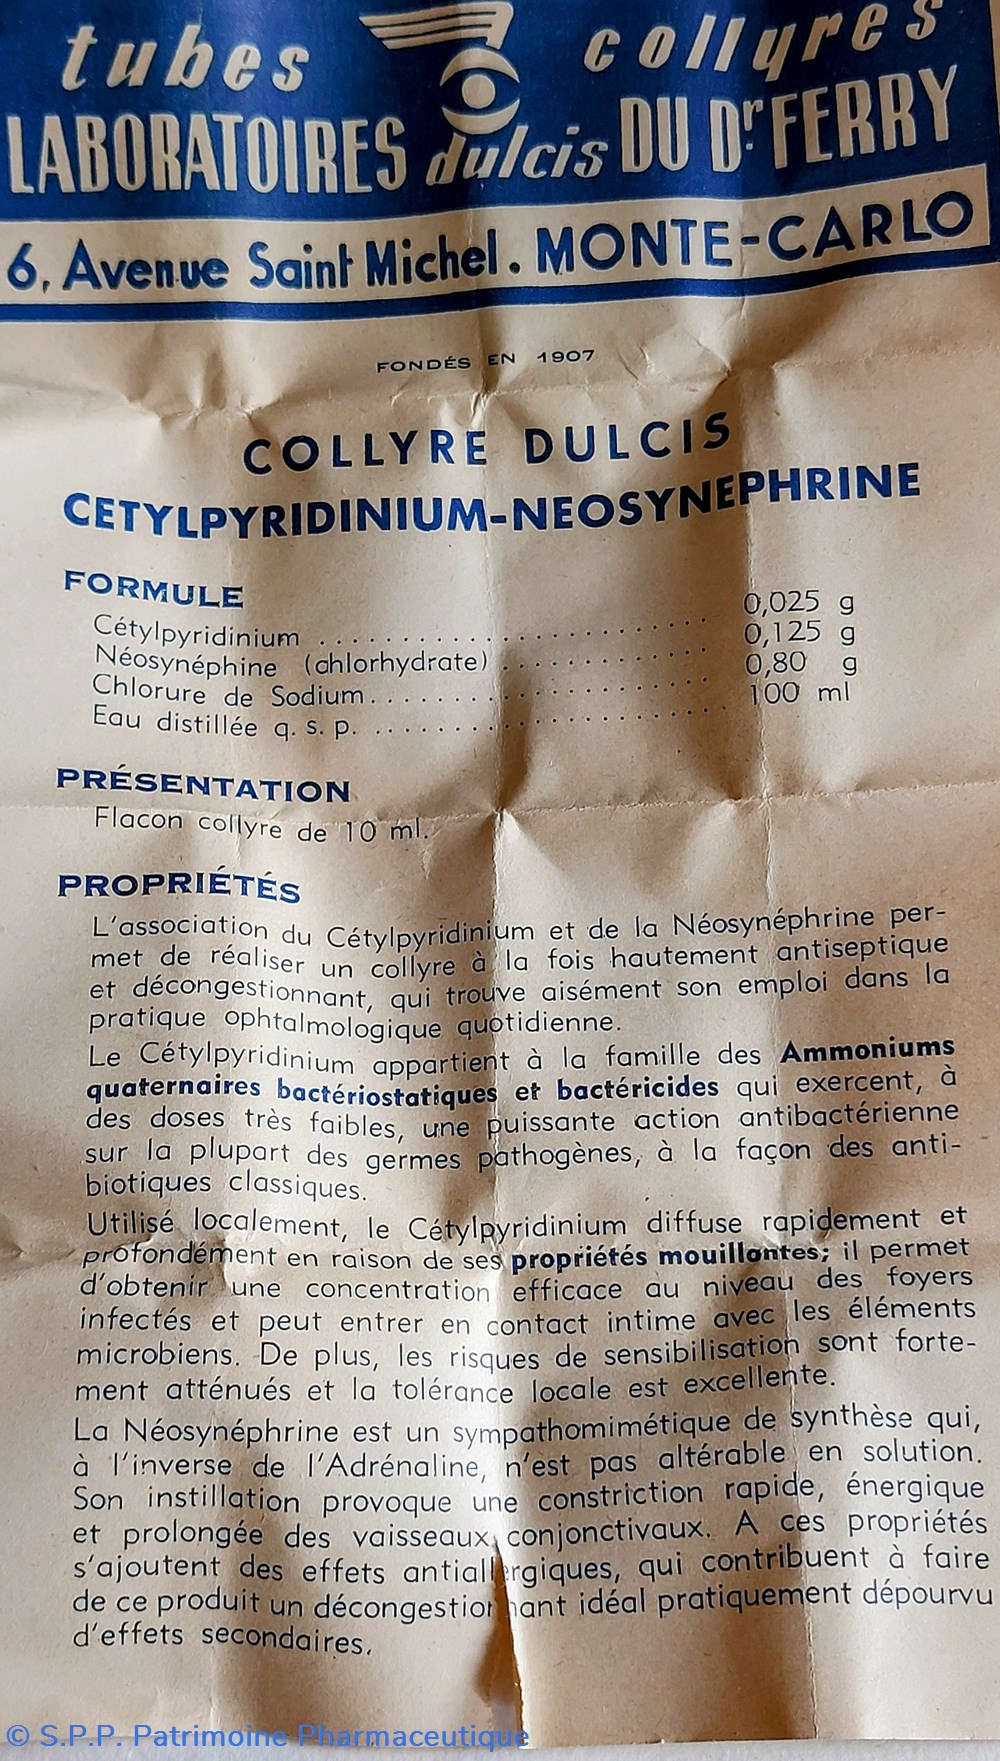 tubes collyres
LABORATOIRES dulcis DU Dr FERRY
6, Avenue Saint Michel. MONTE-CARLO
FONDÉS EN 1907
COLLYRE DULCIS
CETYLPYRIDINIUM-NEOSYNEPHRINE
FORMULE
Cétylpyridinium .................... 0,025 g
Néosynéphine (chlorhydrate) .................... 0,125 g
Chlorure de Sodium .................... 0,80 g
Eau distillée q. s. p. .................... 100 ml
PRÉSENTATION
Flacon collyre de 10 ml.
PROPRIÉTÉS
L'association du Cétylpyridinium et de la Néosynéphrine per-
met de réaliser un collyre à la fois hautement antiseptique
et décongestionnant, qui trouve aisément son emploi dans la
pratique ophtalmologique quotidienne.
Le Cétylpyridinium appartient à la famille des Ammoniums
quaternaires bactériostatiques et bactéricides qui exercent, à
des doses très faibles, une puissante action antibactérienne
sur la plupart des germes pathogènes, à la façon des anti-
biotiques classiques.
Utilisé localement, le Cétylpyridinium diffuse rapidement et
profondément en raison de ses propriétés mouillantes; il permet
d'obtenir une concentration efficace au niveau des foyers
infectés et peut entrer en contact intime avec les éléments
microbiens. De plus, les risques de sensibilisation sont forte-
ment atténués et la tolérance locale est excellente.
La Néosynéphrine est un sympathomimétique de synthèse qui,
à l'inverse de l'Adrénaline, n'est pas altérable en solution.
Son instillation provoque une constriction rapide, énergique
et prolongée des vaisseaux conjonctivaux. A ces propriétés
s'ajoutent des effets antiallergiques, qui contribuent à faire
de ce produit un décongestionnant idéal pratiquement dépourvu
d'effets secondaires.
© S.P.P. Patrimoine Pharmaceutique